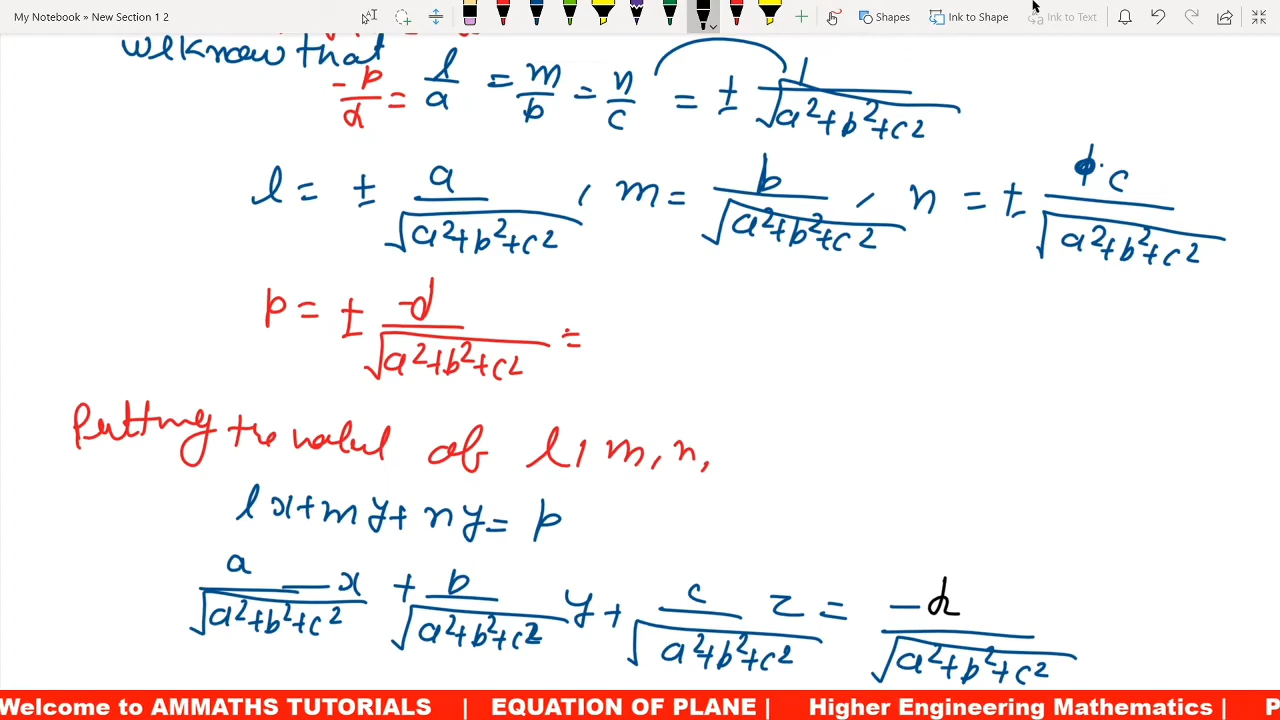 My Notebook » New Section 1 2
Shapes
Ink to Shape
Ink to Text
We know that
-p/d = l/a = m/b = n/c = ± 1/√a²+b²+c²
l = ± a/√a²+b²+c² , m = b/√a²+b²+c² , n = ± c/√a²+b²+c²
p = ± -d/√a²+b²+c² =
Putting the value of l, m, n,
lx+my+ny = p
a/√a²+b²+c² x + b/√a²+b²+c² y + c/√a²+b²+c² z = -d/√a²+b²+c²
Welcome to AMMATHS TUTORIALS | EQUATION OF PLANE | Higher Engineering Mathematics | P